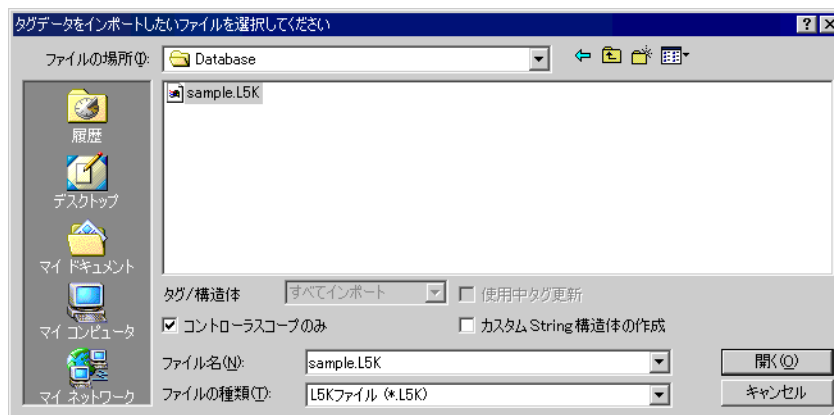 タグデータをインポートしたいファイルを選択してください
ファイルの場所(I):
Database
sample.L5K
履歴
デスクトップ
マイ ドキュメント
マイ コンピュータ
マイ ネットワーク
タグ/構造体
すべてインポート
使用中タグ更新
コントローラスコープのみ
カスタムString構造体の作成
ファイル名(N):
sample.L5K
開く(O)
ファイルの種類(T):
L5Kファイル (*.L5K)
キャンセル